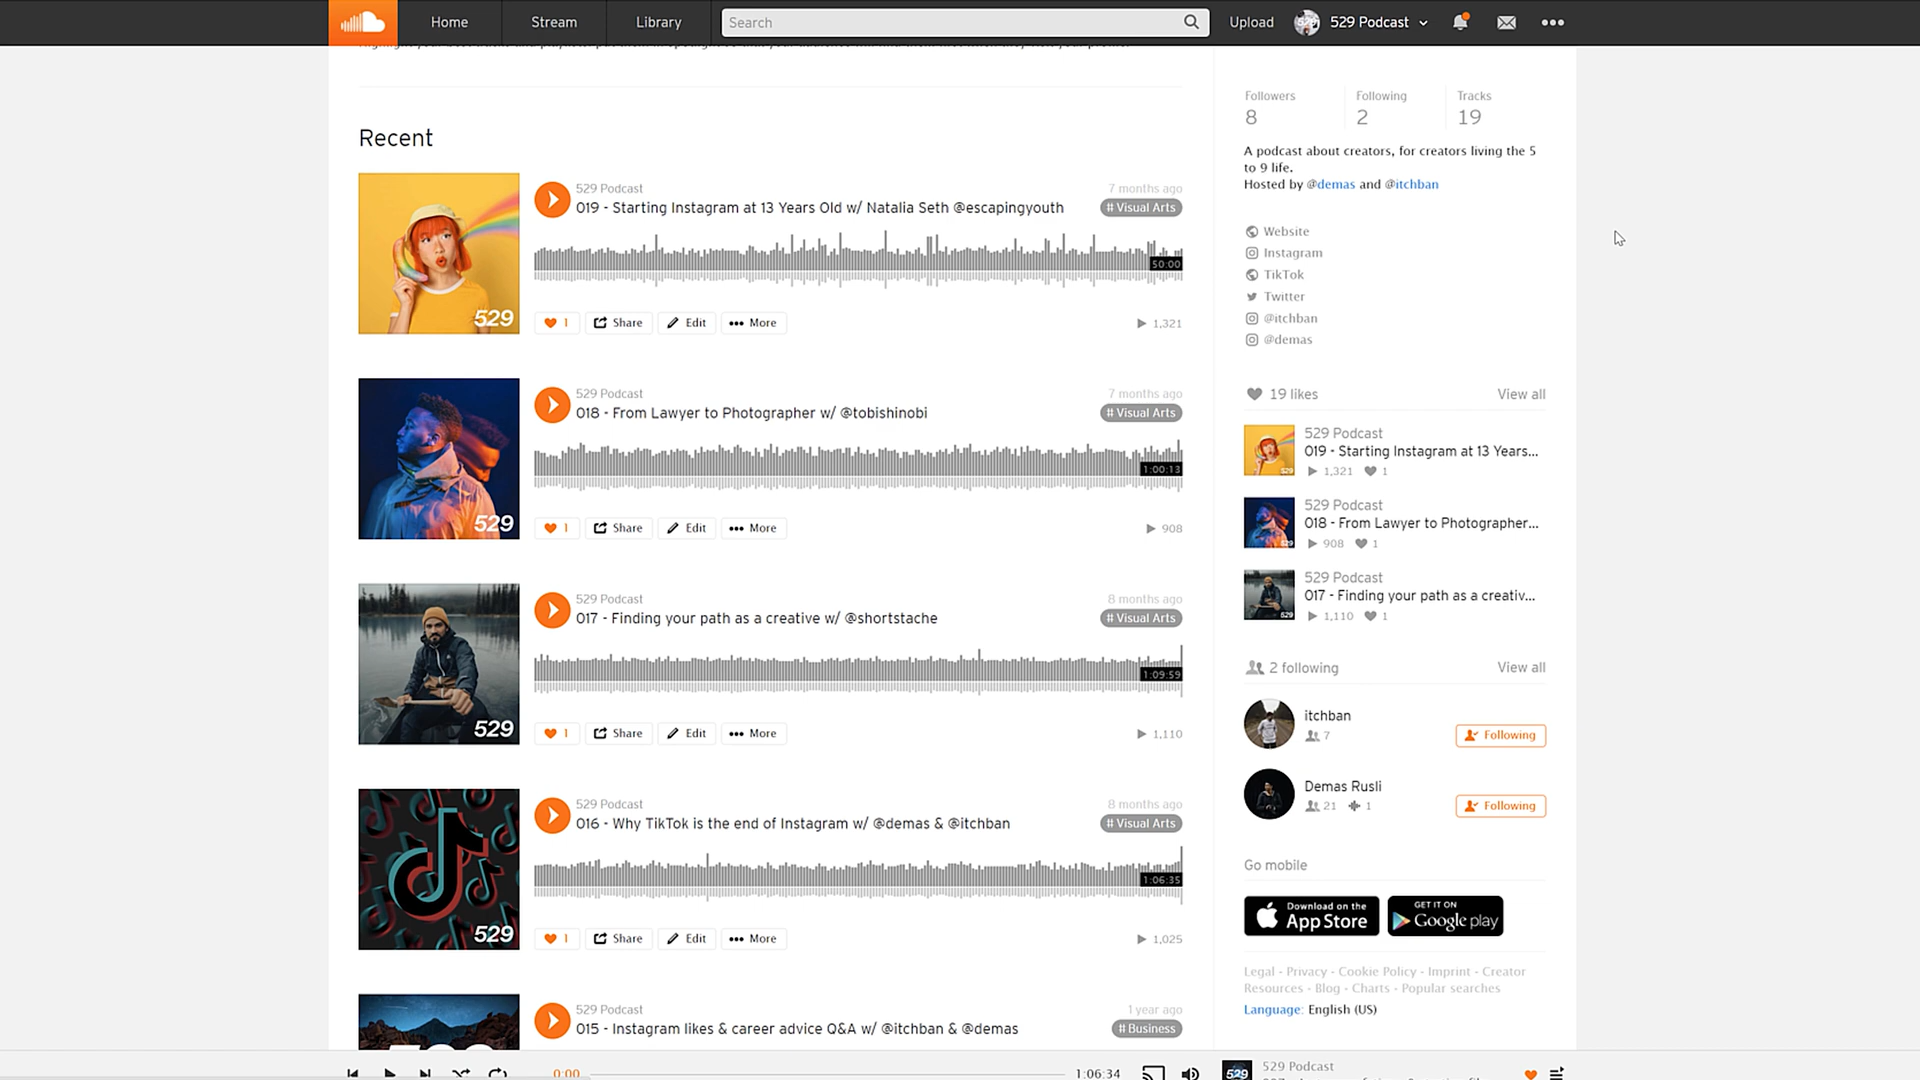 Home
Stream
Library
Search
Upload
529 Podcast
Recent
529 Podcast
7 months ago
019 - Starting Instagram at 13 Years Old w/ Natalia Seth @escapingyouth
# Visual Arts
50:00
529
1
Share
Edit
More
1,321
529 Podcast
7 months ago
018 - From Lawyer to Photographer w/ @tobishinobi
# Visual Arts
1:00:13
529
1
Share
Edit
More
908
529 Podcast
8 months ago
017 - Finding your path as a creative w/ @shortstache
# Visual Arts
1:09:59
529
1
Share
Edit
More
1,110
529 Podcast
8 months ago
016 - Why TikTok is the end of Instagram w/ @demas & @itchban
# Visual Arts
1:06:35
529
1
Share
Edit
More
1,025
529 Podcast
1 year ago
015 - Instagram likes & career advice Q&A w/ @itchban & @demas
# Business
Followers
8
Following
2
Tracks
19
A podcast about creators, for creators living the 5
to 9 life.
Hosted by @demas and @itchban
Website
Instagram
TikTok
Twitter
@itchban
@demas
19 likes
View all
529 Podcast
019 - Starting Instagram at 13 Years...
1,321 1
529 Podcast
018 - From Lawyer to Photographer...
908 1
529 Podcast
017 - Finding your path as a creativ...
1,110 1
2 following
View all
itchban
7
Following
Demas Rusli
21 1
Following
Go mobile
Download on the
App Store
GET IT ON
Google play
Legal - Privacy - Cookie Policy - Imprint - Creator
Resources - Blog - Charts - Popular searches
Language: English (US)
0:00
1:06:34
529
529 Podcast